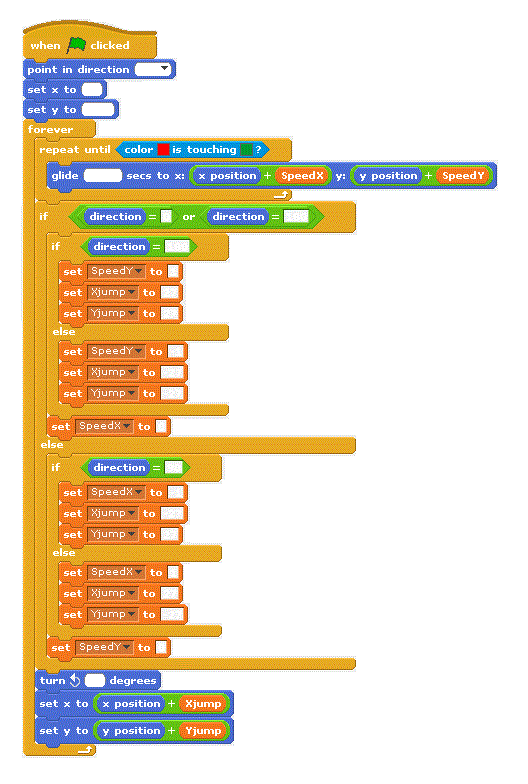 when clicked
point in direction
set x to
set y to
forever
repeat until color is touching ?
glide secs to x: x position + SpeedX y: y position + SpeedY
if direction = or direction =
if direction =
set SpeedY to
set Xjump to
set Yjump to
else
set SpeedY to
set Xjump to
set Yjump to
set SpeedX to
else
if direction =
set SpeedX to
set Xjump to
set Yjump to
else
set SpeedX to
set Xjump to
set Yjump to
set SpeedY to
turn degrees
set x to x position + Xjump
set y to y position + Yjump